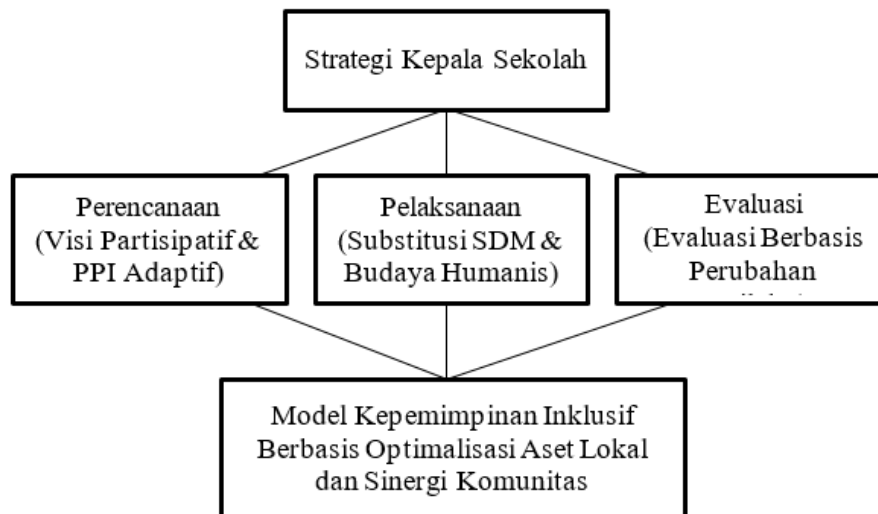 Strategi Kepala Sekolah
Perencanaan
(Visi Partisipatif &
PPI Adaptif)
Pelaksanaan
(Substitusi SDM &
Budaya Humanis)
Evaluasi
(Evaluasi Berbasis
Perubahan
Model Kepemimpinan Inklusif
Berbasis Optimalisasi Aset Lokal
dan Sinergi Komunitas